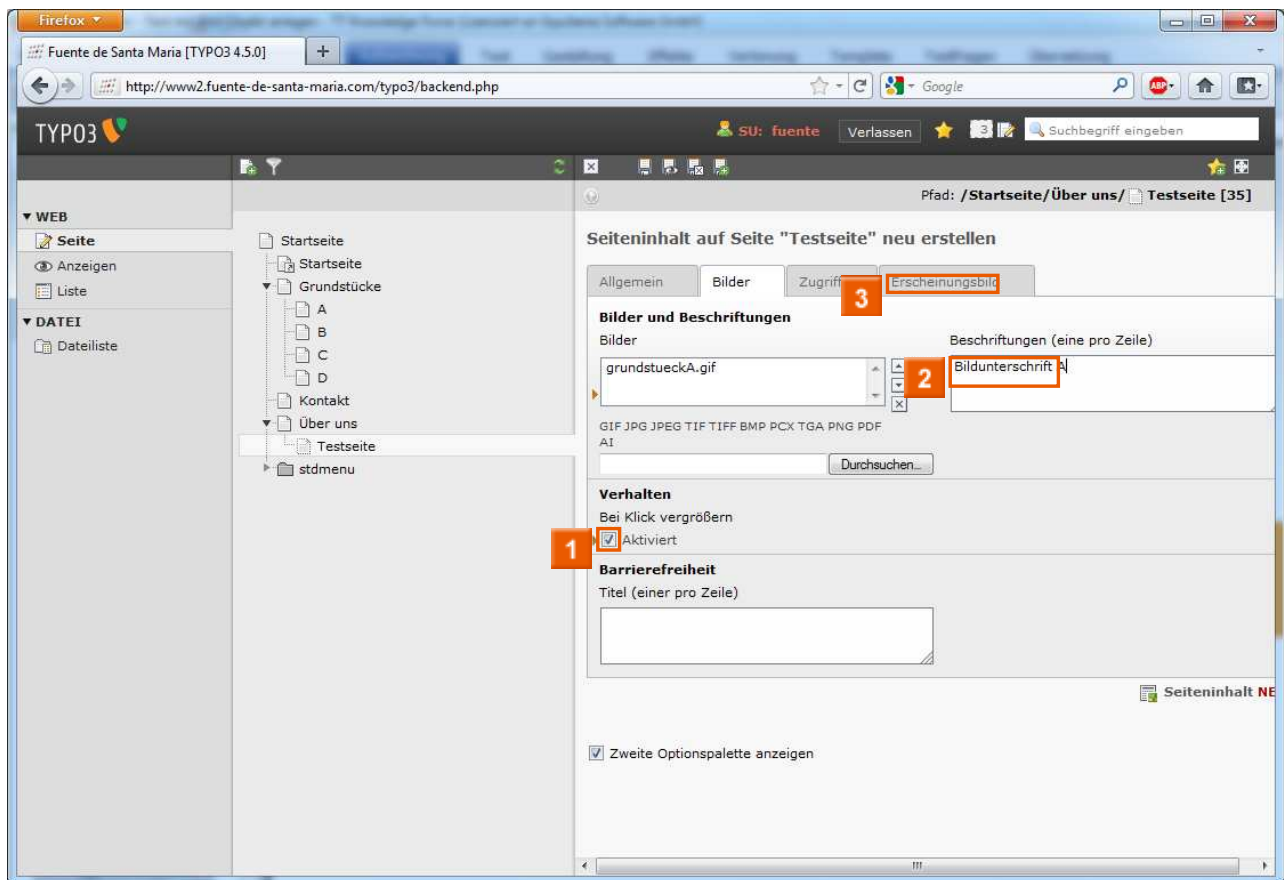 Firefox
Fuente de Santa Maria [TYPO3 4.5.0]
+
http://www2.fuente-de-santa-maria.com/typo3/backend.php
Google
ABP
TYPO3
SU: fuente
Verlassen
3
Suchbegriff eingeben
Pfad: /Startseite/Über uns/ Testseite [35]
WEB
Seite
Anzeigen
Liste
DATEI
Dateiliste
Startseite
Startseite
Grundstücke
A
B
C
D
Kontakt
Über uns
Testseite
stdmenu
Seiteninhalt auf Seite "Testseite" neu erstellen
Allgemein
Bilder
Zugriff
3
Erscheinungsbild
Bilder und Beschriftungen
Bilder
Beschriftungen (eine pro Zeile)
grundstueckA.gif
2
Bildunterschrift A
GIF JPG JPEG TIF TIFF BMP PCX TGA PNG PDF
AI
Durchsuchen...
Verhalten
Bei Klick vergrößern
1
Aktiviert
Barrierefreiheit
Titel (einer pro Zeile)
Seiteninhalt NE
Zweite Optionspalette anzeigen